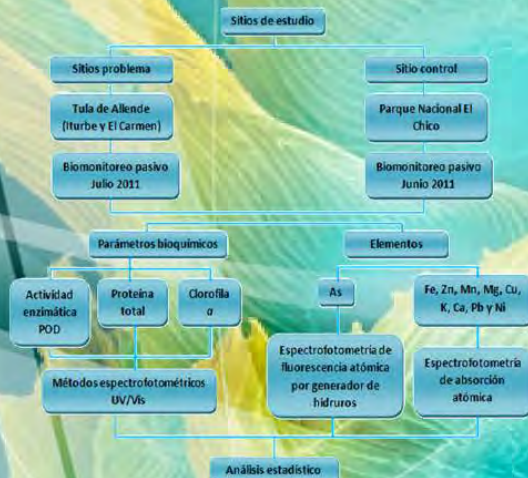 Sitios de estudio
Sitios problema
Sitio control
Tula de Allende
(Iturbe y El Carmen)
Parque Nacional El
Chico
Biomonitoreo pasivo
Julio 2011
Biomonitoreo pasivo
Junio 2011
Parámetros bioquímicos
Elementos
Actividad
enzimática
POD
Proteína
total
Clorofila
a
As
Fe, Zn, Mn, Mg, Cu,
K, Ca, Pb y Ni
Métodos espectrofotométricos
UV/Vis
Espectrofotometría de
fluorescencia atómica
por generador de
hidruros
Espectrofotometría
de absorción
atómica
Análisis estadístico